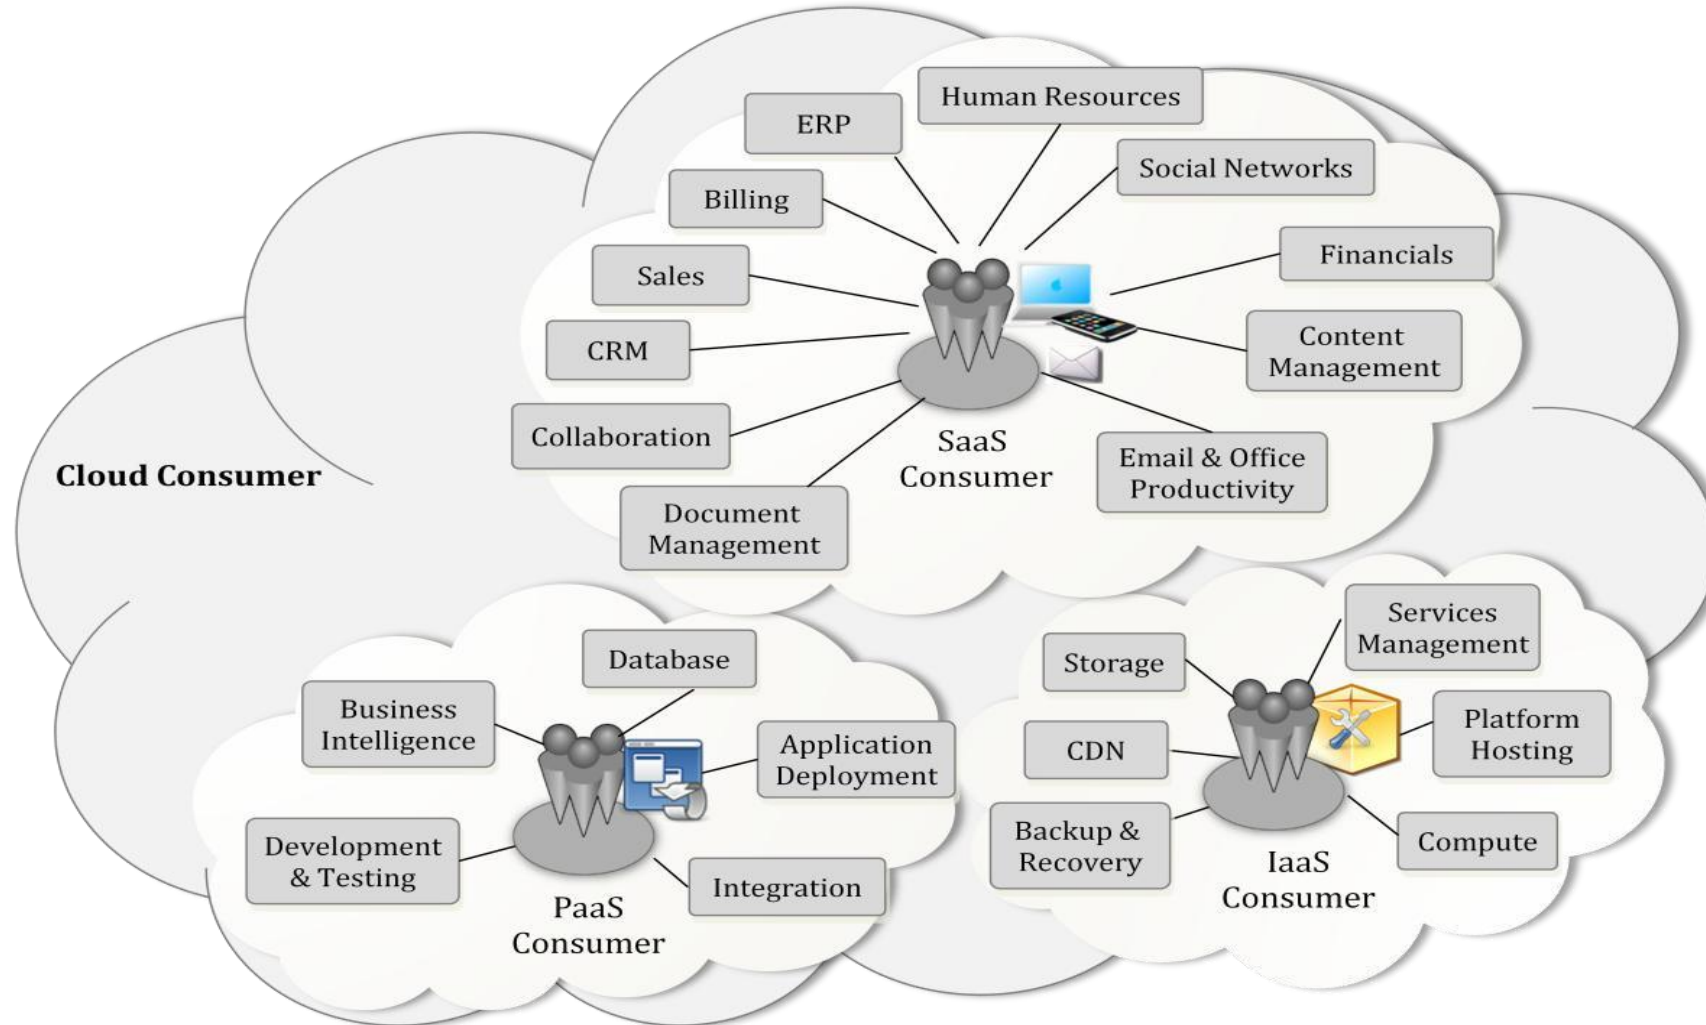 Human Resources
ERP
Social Networks
Billing
Financials
Sales
Content
Management
CRM
Collaboration
SaaS
Consumer
Email & Office
Productivity
Cloud Consumer
Document
Management
Database
Business
Intelligence
Application
Deployment
Development
& Testing
Integration
PaaS
Consumer
Services
Management
Storage
Platform
Hosting
CDN
Backup &
Recovery
Compute
IaaS
Consumer